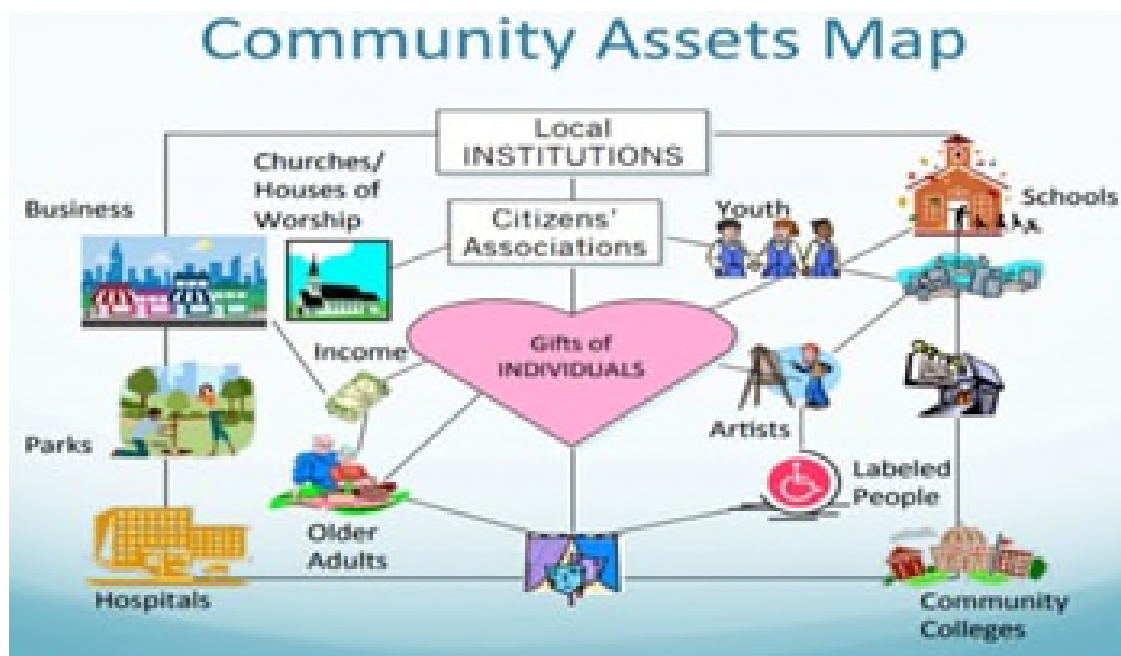 Community Assets Map
Local
INSTITUTIONS
Churches/
Houses of
Worship
Business
Citizens'
Associations
Youth
Schools
Income
Gifts of
INDIVIDUALS
Parks
Artists
Labeled
People
Older
Adults
Hospitals
Community
Colleges